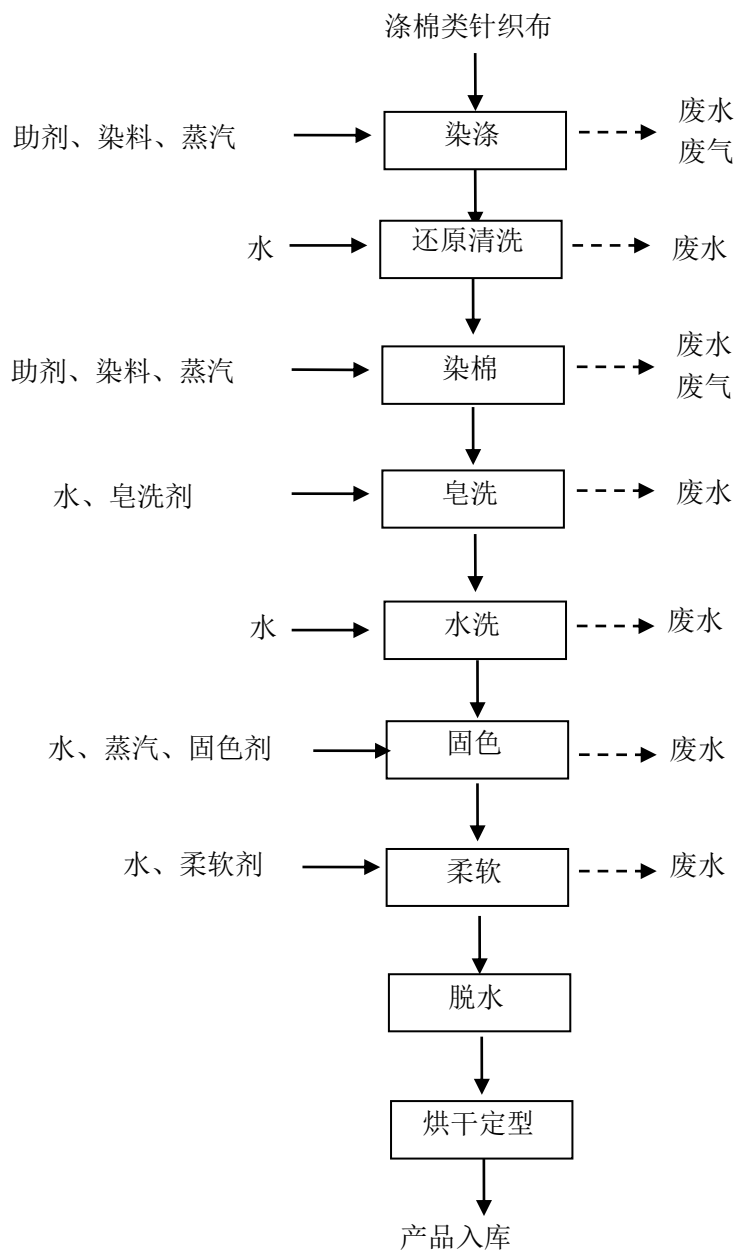 涤棉类针织布
助剂、染料、蒸汽
染涤
废水
废气
水
还原清洗
废水
助剂、染料、蒸汽
染棉
废水
废气
水、皂洗剂
皂洗
废水
水
水洗
废水
水、蒸汽、固色剂
固色
废水
水、柔软剂
柔软
废水
脱水
烘干定型
产品入库